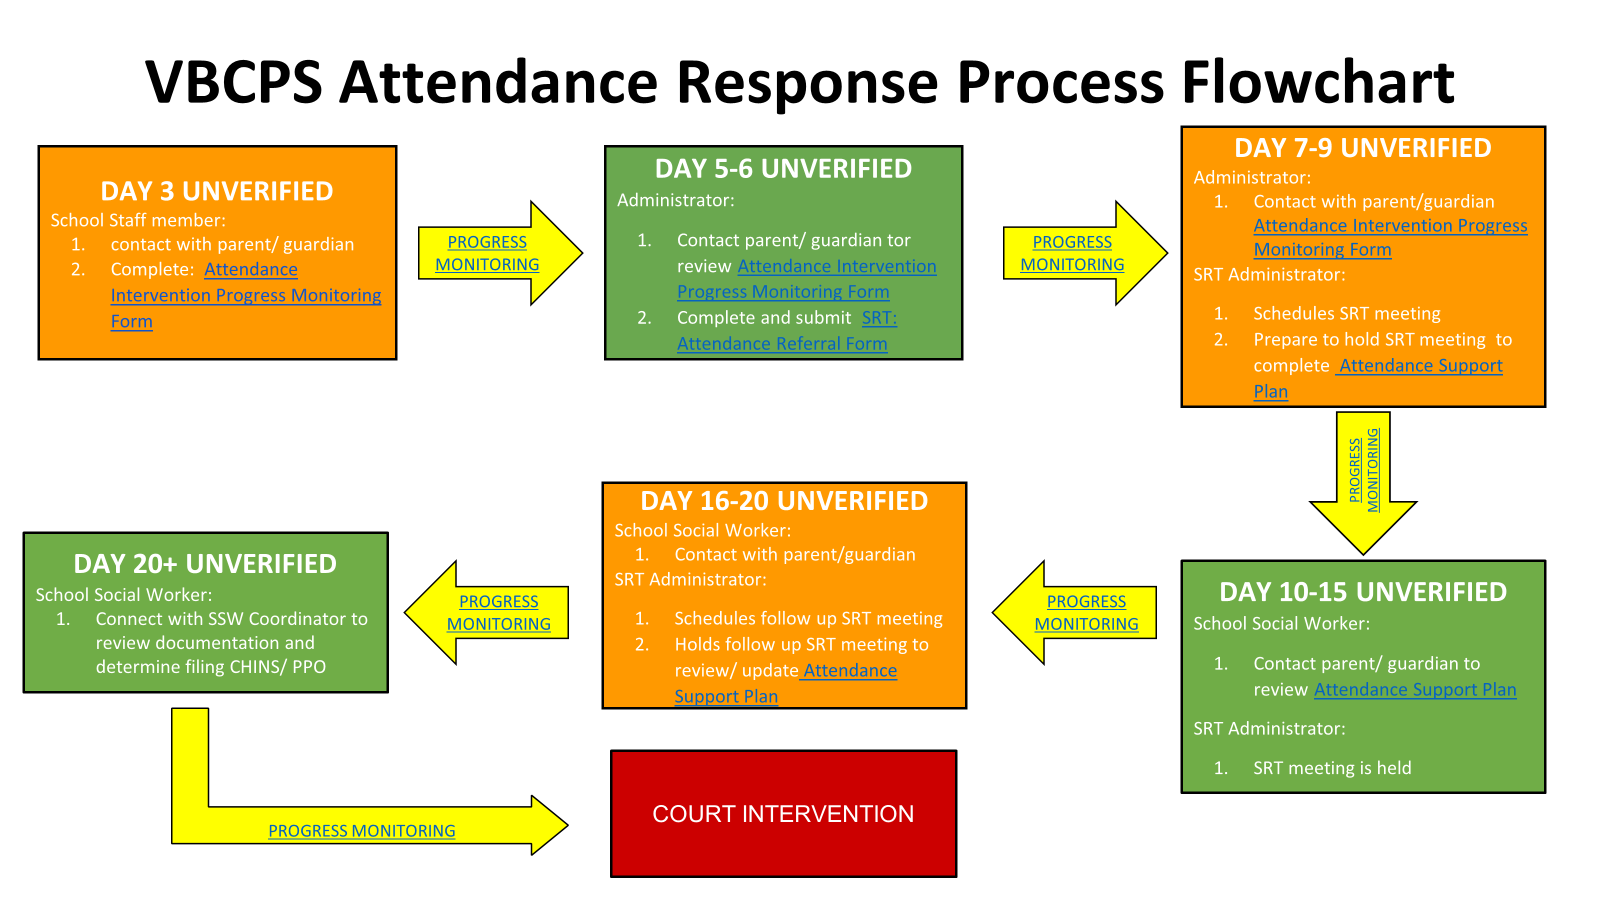 VBCPS Attendance Response Process Flowchart
DAY 3 UNVERIFIED
School Staff member:
1. contact with parent/ guardian
2. Complete: Attendance
Intervention Progress Monitoring
Form
PROGRESS
MONITORING
DAY 5-6 UNVERIFIED
Administrator:
1. Contact parent/ guardian tor
review Attendance Intervention
Progress Monitoring Form
2. Complete and submit SRT:
Attendance Referral Form
PROGRESS
MONITORING
DAY 7-9 UNVERIFIED
Administrator:
1. Contact with parent/guardian
Attendance Intervention Progress
Monitoring Form
SRT Administrator:
1. Schedules SRT meeting
2. Prepare to hold SRT meeting to
complete Attendance Support
Plan
PROGRESS
MONITORING
DAY 10-15 UNVERIFIED
School Social Worker:
1. Contact parent/ guardian to
review Attendance Support Plan
SRT Administrator:
1. SRT meeting is held
PROGRESS
MONITORING
DAY 16-20 UNVERIFIED
School Social Worker:
1. Contact with parent/guardian
SRT Administrator:
1. Schedules follow up SRT meeting
2. Holds follow up SRT meeting to
review/ update Attendance
Support Plan
PROGRESS
MONITORING
DAY 20+ UNVERIFIED
School Social Worker:
1. Connect with SSW Coordinator to
review documentation and
determine filing CHINS/ PPO
PROGRESS MONITORING
COURT INTERVENTION